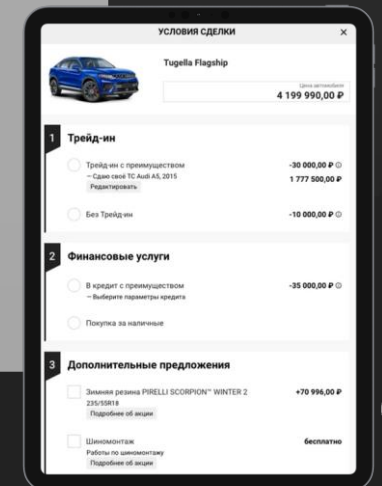 УСЛОВИЯ СДЕЛКИ
×
Tugella Flagship
Цена автомобиля
4 199 990,00 ₽
1 Трейд-ин
Трейд-ин с преимуществом -30 000,00 ₽
— Сдаю своё ТС Audi A5, 2015 1 777 500,00 ₽
Редактировать
Без Трейд-ин -10 000,00 ₽
2 Финансовые услуги
В кредит с преимуществом -35 000,00 ₽
— Выберите параметры кредита
Покупка за наличные
3 Дополнительные предложения
Зимняя резина PIRELLI SCORPION™ WINTER 2 +70 996,00 ₽
235/55R18
Подробнее об акции
Шиномонтаж бесплатно
Работы по шиномонтажу
Подробнее об акции